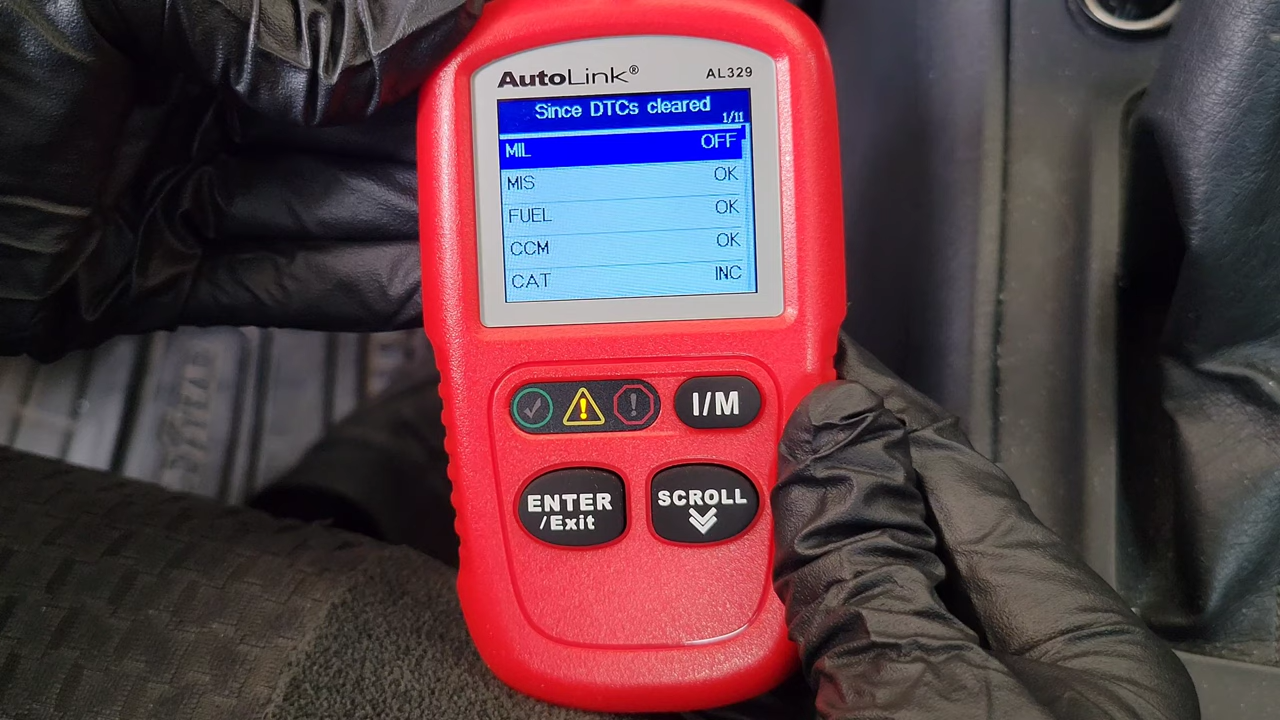 AutoLink® AL329
Since DTCs cleared
1/11
MIL OFF
MIS OK
FUEL OK
CCM OK
CAT INC
I/M
ENTER
/Exit
SCROLL